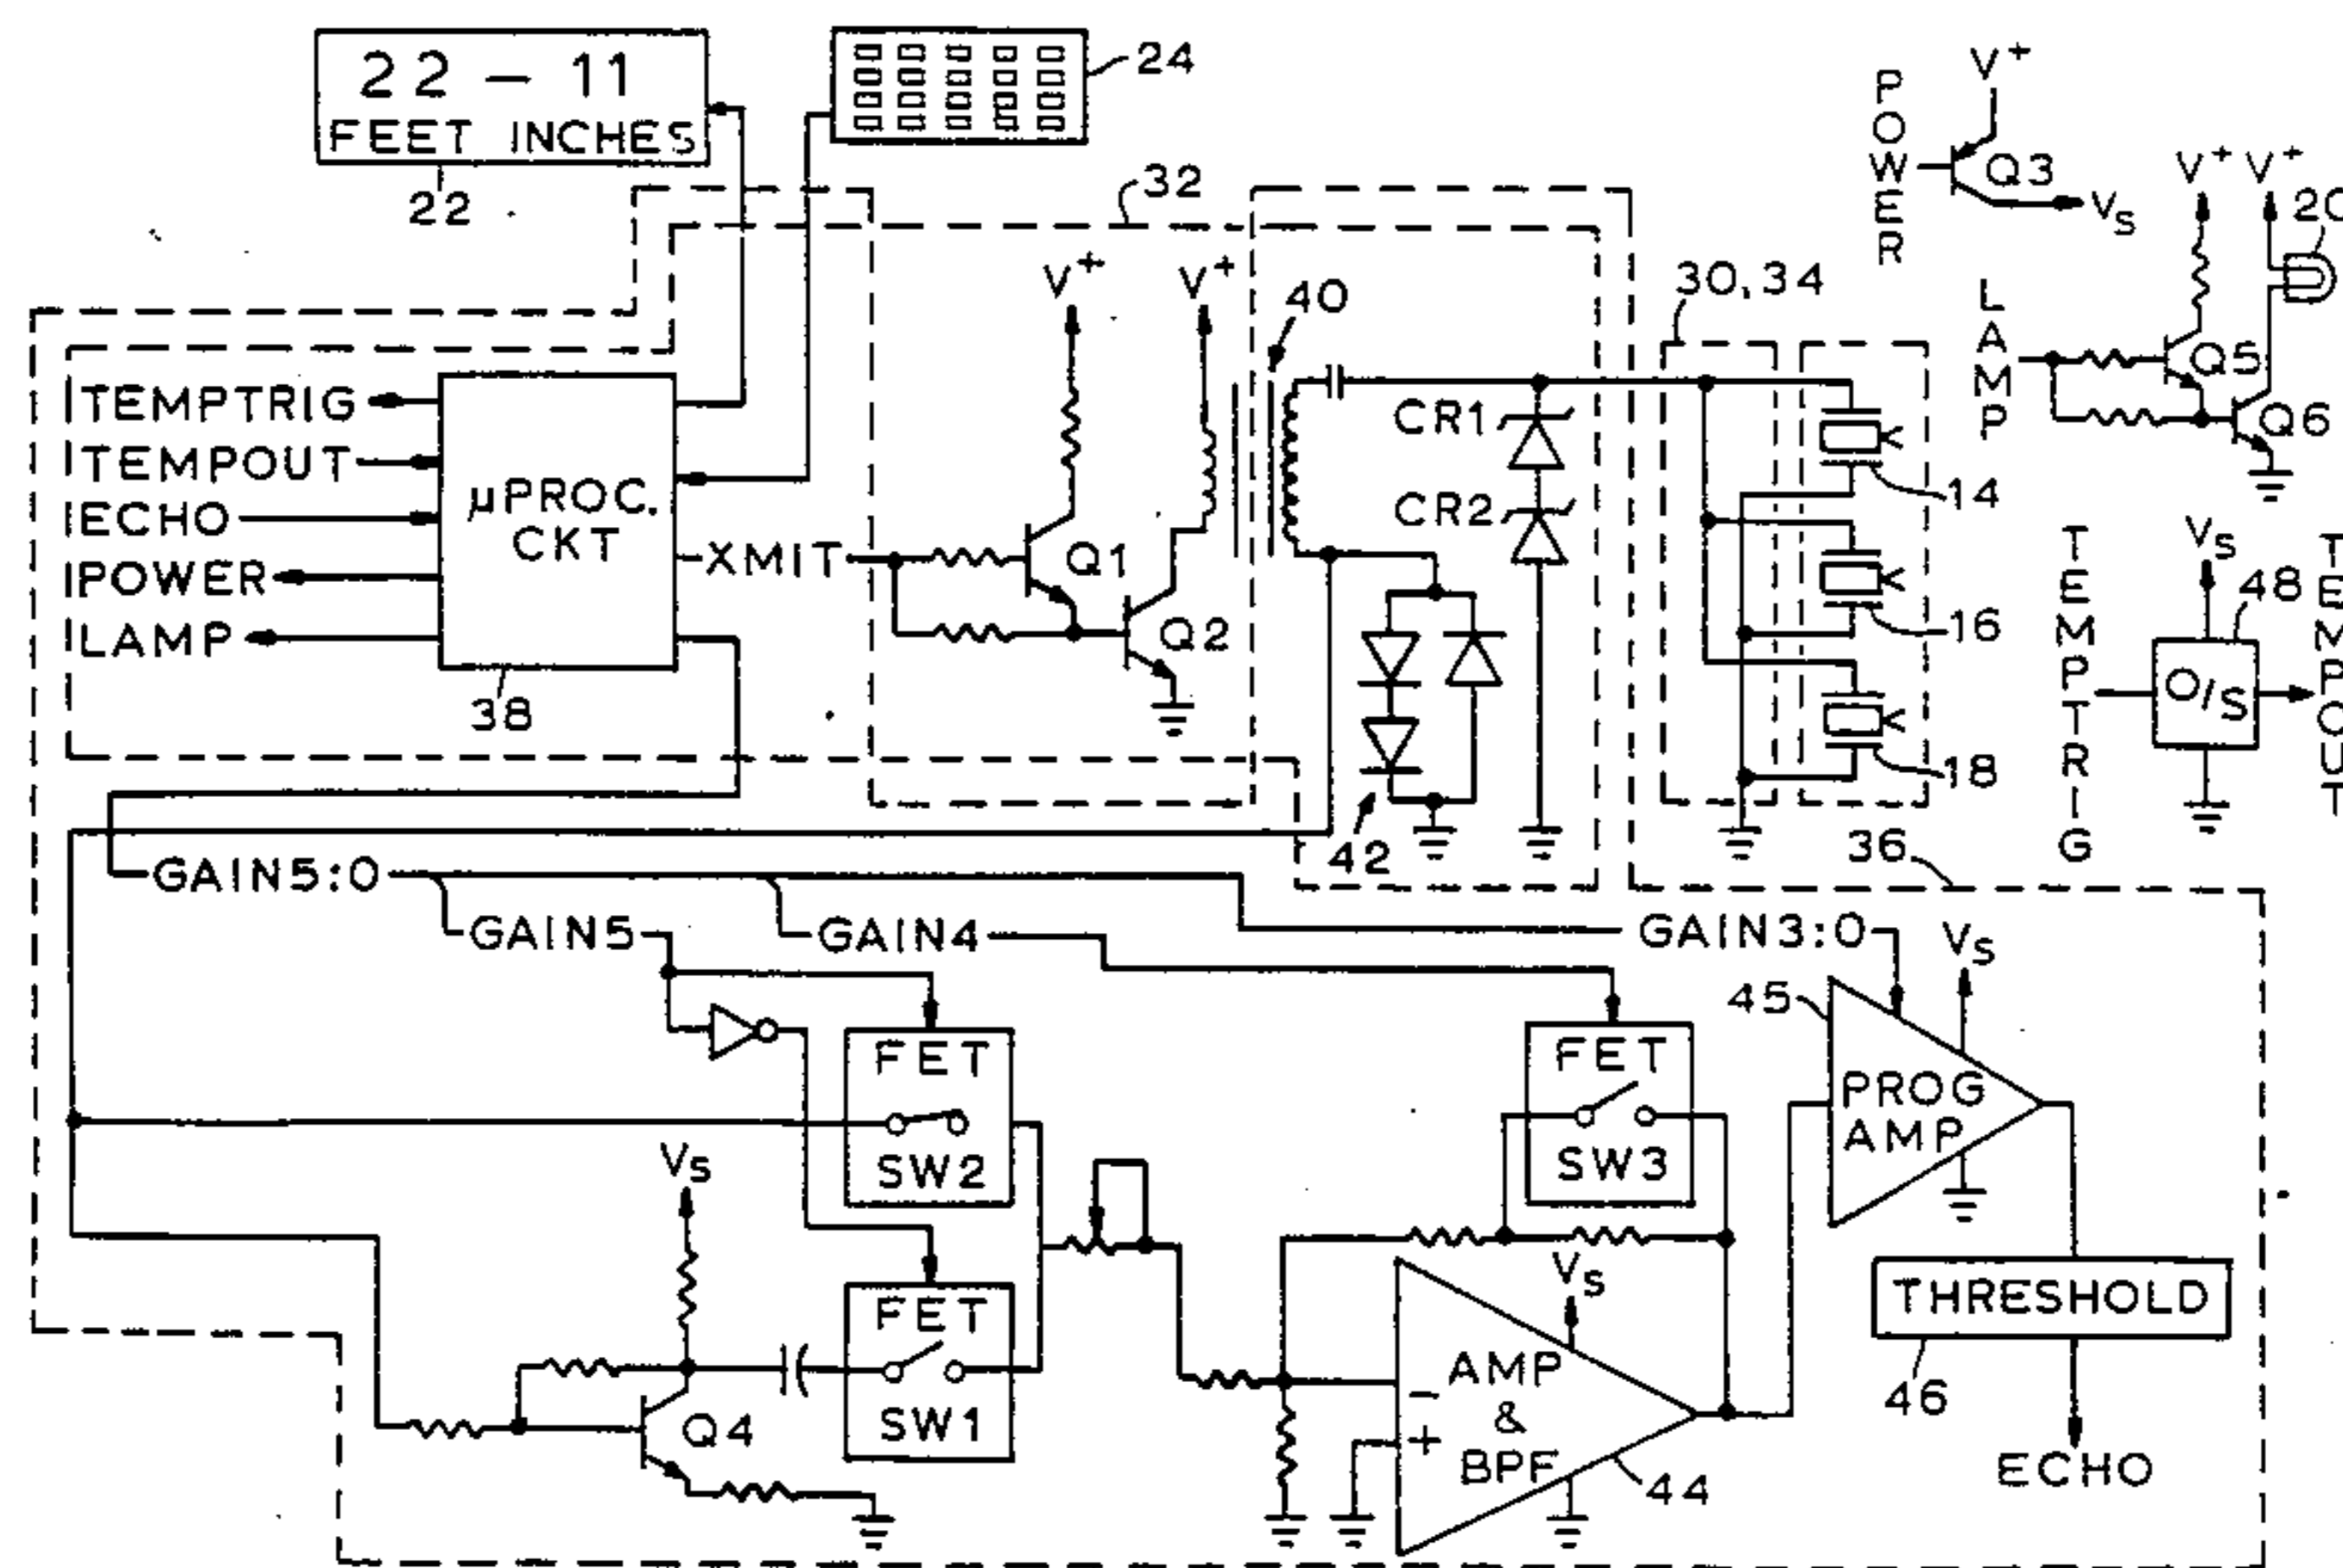 22 - 11
FEET INCHES
22
24
32
POWER
V+
Q3
VS
V+
V+
20
LAMP
Q5
Q6
TEMPTRIG
TEMPOUT
ECHO
POWER
LAMP
µPROC.
CKT
38
XMIT
V+
V+
Q1
Q2
40
CR1
CR2
42
30,34
14
16
18
36
TEMPTRIG
VS
48
O/S
TEMPOUT
GAIN5:0
GAIN5
GAIN4
GAIN3:0
FET
SW2
VS
FET
SW1
Q4
FET
SW3
VS
AMP
&
BPF
-
+
44
45
VS
PROG
AMP
THRESHOLD
46
ECHO